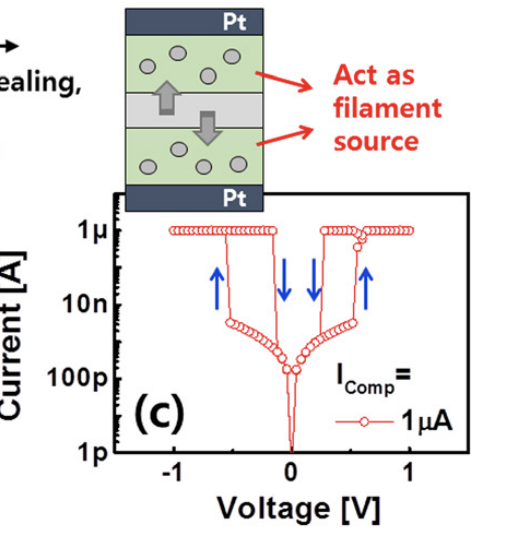 Pt
ealing,
Act as
filament
source
Pt
Current [A]
1μ
10n
100p
1p
(c)
I_Comp=
1μA
-1
0
1
Voltage [V]